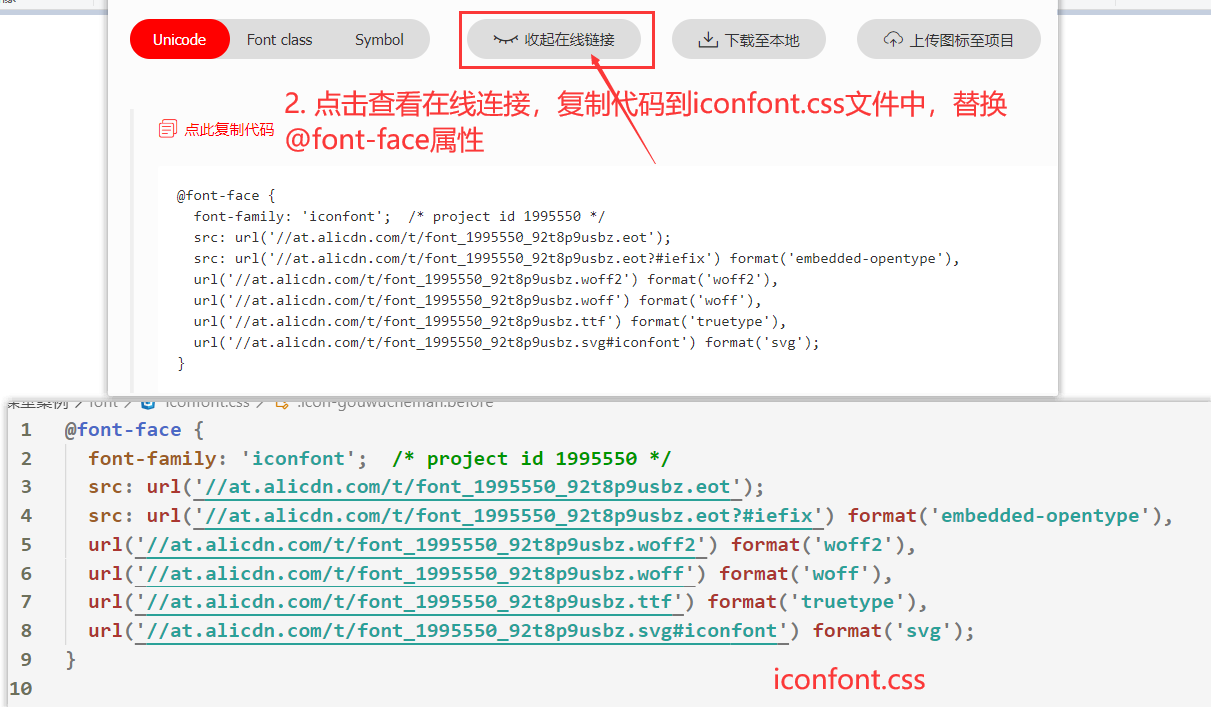 Unicode
Font class
Symbol
收起在线链接
下载至本地
上传图标至项目
2. 点击查看在线连接，复制代码到iconfont.css文件中，替换
@font-face属性
点此复制代码
@font-face {
font-family: 'iconfont';  /* project id 1995550 */
src: url('//at.alicdn.com/t/font_1995550_92t8p9usbz.eot');
src: url('//at.alicdn.com/t/font_1995550_92t8p9usbz.eot?#iefix') format('embedded-opentype'),
url('//at.alicdn.com/t/font_1995550_92t8p9usbz.woff2') format('woff2'),
url('//at.alicdn.com/t/font_1995550_92t8p9usbz.woff') format('woff'),
url('//at.alicdn.com/t/font_1995550_92t8p9usbz.ttf') format('truetype'),
url('//at.alicdn.com/t/font_1995550_92t8p9usbz.svg#iconfont') format('svg');
}
课堂案例 > font > iconfont.css > .icon-gouwucheman:before
1 @font-face {
2 font-family: 'iconfont';  /* project id 1995550 */
3 src: url('//at.alicdn.com/t/font_1995550_92t8p9usbz.eot');
4 src: url('//at.alicdn.com/t/font_1995550_92t8p9usbz.eot?#iefix') format('embedded-opentype'),
5 url('//at.alicdn.com/t/font_1995550_92t8p9usbz.woff2') format('woff2'),
6 url('//at.alicdn.com/t/font_1995550_92t8p9usbz.woff') format('woff'),
7 url('//at.alicdn.com/t/font_1995550_92t8p9usbz.ttf') format('truetype'),
8 url('//at.alicdn.com/t/font_1995550_92t8p9usbz.svg#iconfont') format('svg');
9 }
10
iconfont.css